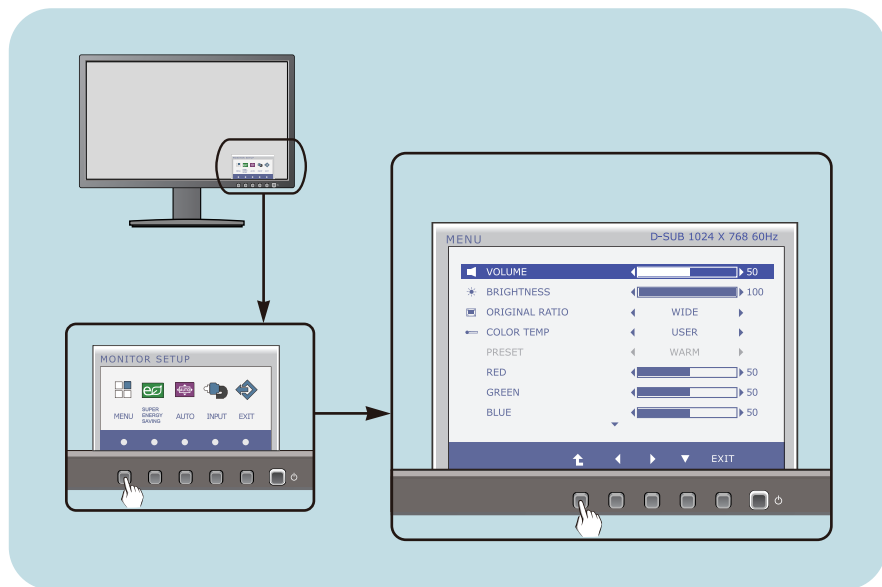 MONITOR SETUP
MENU
SUPER
ENERGY
SAVING
AUTO
INPUT
EXIT
MENU D-SUB 1024 X 768 60Hz
VOLUME 50
BRIGHTNESS 100
ORIGINAL RATIO WIDE
COLOR TEMP USER
PRESET WARM
RED 50
GREEN 50
BLUE 50
EXIT